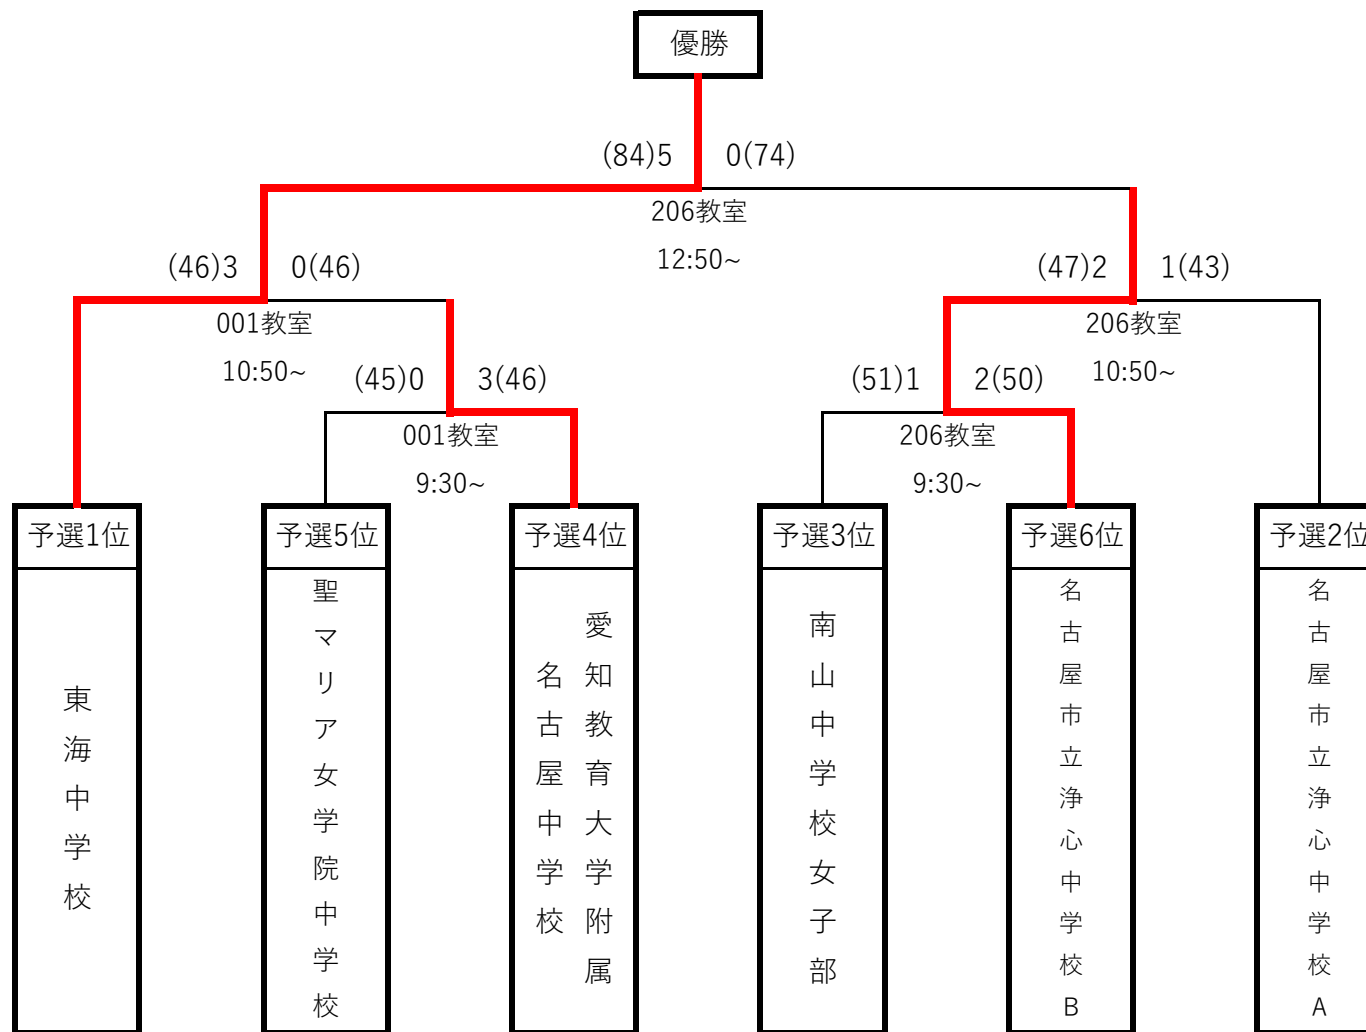 優勝
(84)5 0(74)
206教室
12:50~
(46)3 0(46)
001教室
10:50~
(47)2 1(43)
206教室
10:50~
(45)0 3(46)
001教室
9:30~
(51)1 2(50)
206教室
9:30~
予選1位
東海中学校
予選5位
聖マリア女学院中学校
予選4位
愛知教育大学附属
名古屋中学校
予選3位
南山中学校女子部
予選6位
名古屋市立浄心中学校B
予選2位
名古屋市立浄心中学校A